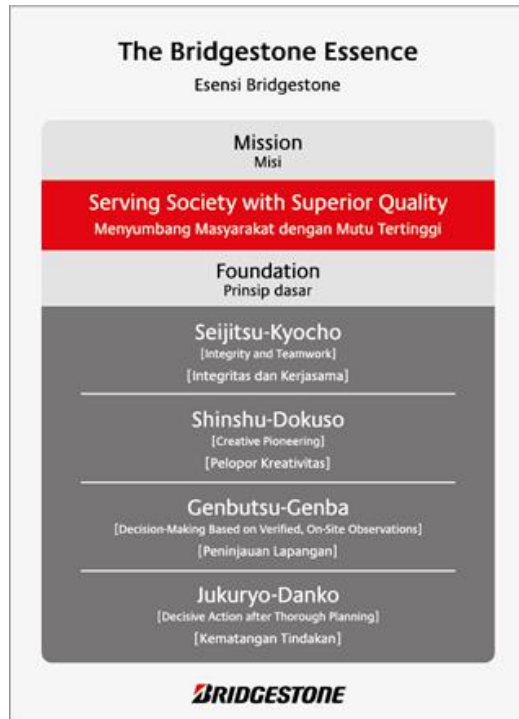 The Bridgestone Essence
Esensi Bridgestone
Mission
Misi
Serving Society with Superior Quality
Menyumbang Masyarakat dengan Mutu Tertinggi
Foundation
Prinsip dasar
Seijitsu-Kyocho
[Integrity and Teamwork]
[Integritas dan Kerjasama]
Shinshu-Dokuso
[Creative Pioneering]
[Pelopor Kreativitas]
Genbutsu-Genba
[Decision-Making Based on Verified, On-Site Observations]
[Peninjauan Lapangan]
Jukuryo-Danko
[Decisive Action after Thorough Planning]
[Kematangan Tindakan]
BRIDGESTONE